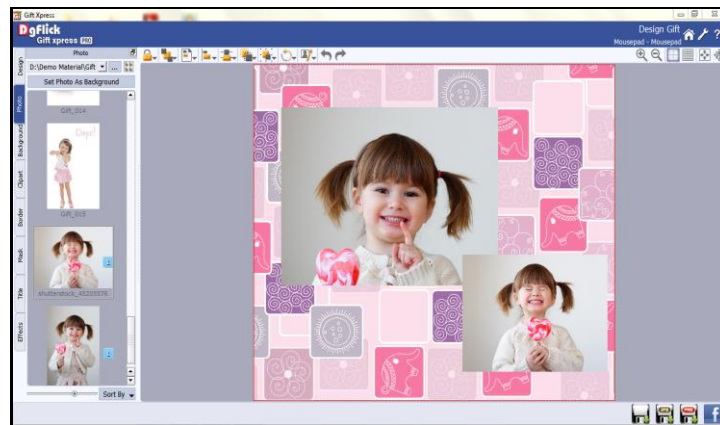 Gift Xpress
DgFlick
Gift xpress PRO
Design Gift
Mousepad - Mousepad
Photo
D:\Demo Material\Gift
...
Set Photo As Background
Design
Photo
Background
Clipart
Border
Mask
Title
Effects
Gift_014
Oops!
Gift_015
Sort By
f